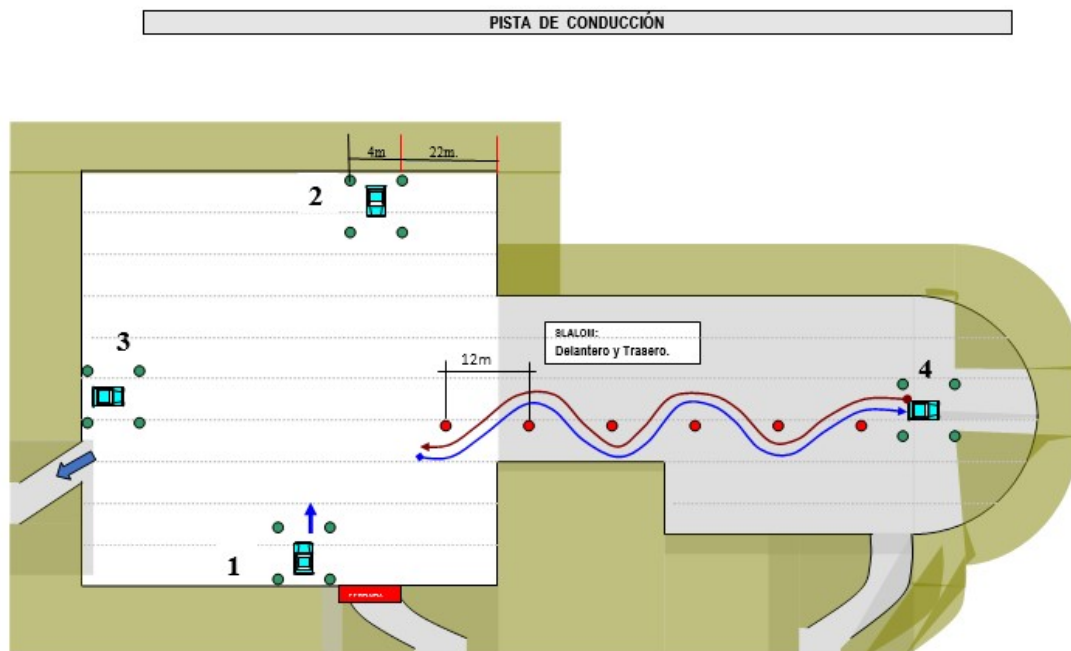 PISTA DE CONDUCCIÓN
4m
22m.
2
3
SLALOM:
Delantero y Trasero.
12m
4
1